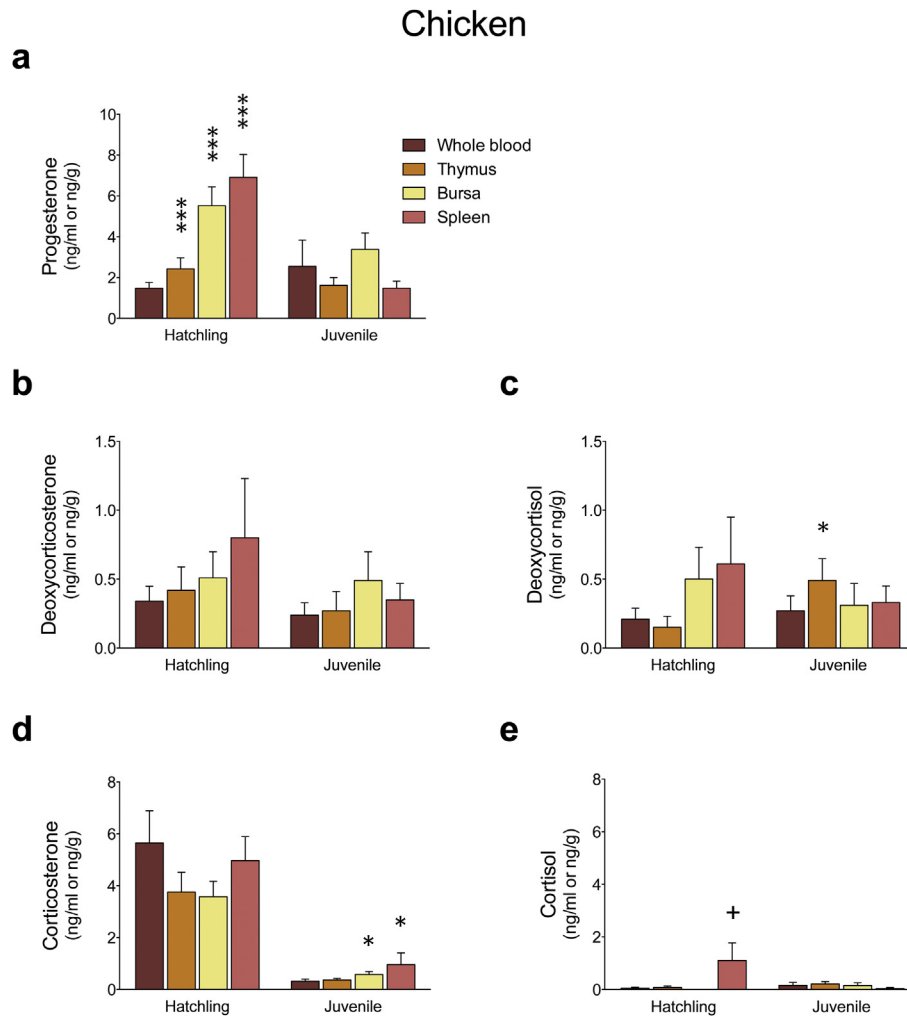 Chicken
a
Progesterone
(ng/ml or ng/g)
10
8
6
4
2
0
***
***
***
Whole blood
Thymus
Bursa
Spleen
Hatchling
Juvenile
b
Deoxycorticosterone
(ng/ml or ng/g)
1.5
1.0
0.5
0.0
Hatchling
Juvenile
c
Deoxycortisol
(ng/ml or ng/g)
1.5
1.0
0.5
0.0
*
Hatchling
Juvenile
d
Corticosterone
(ng/ml or ng/g)
8
6
4
2
0
*
*
Hatchling
Juvenile
e
Cortisol
(ng/ml or ng/g)
8
6
4
2
0
+
Hatchling
Juvenile